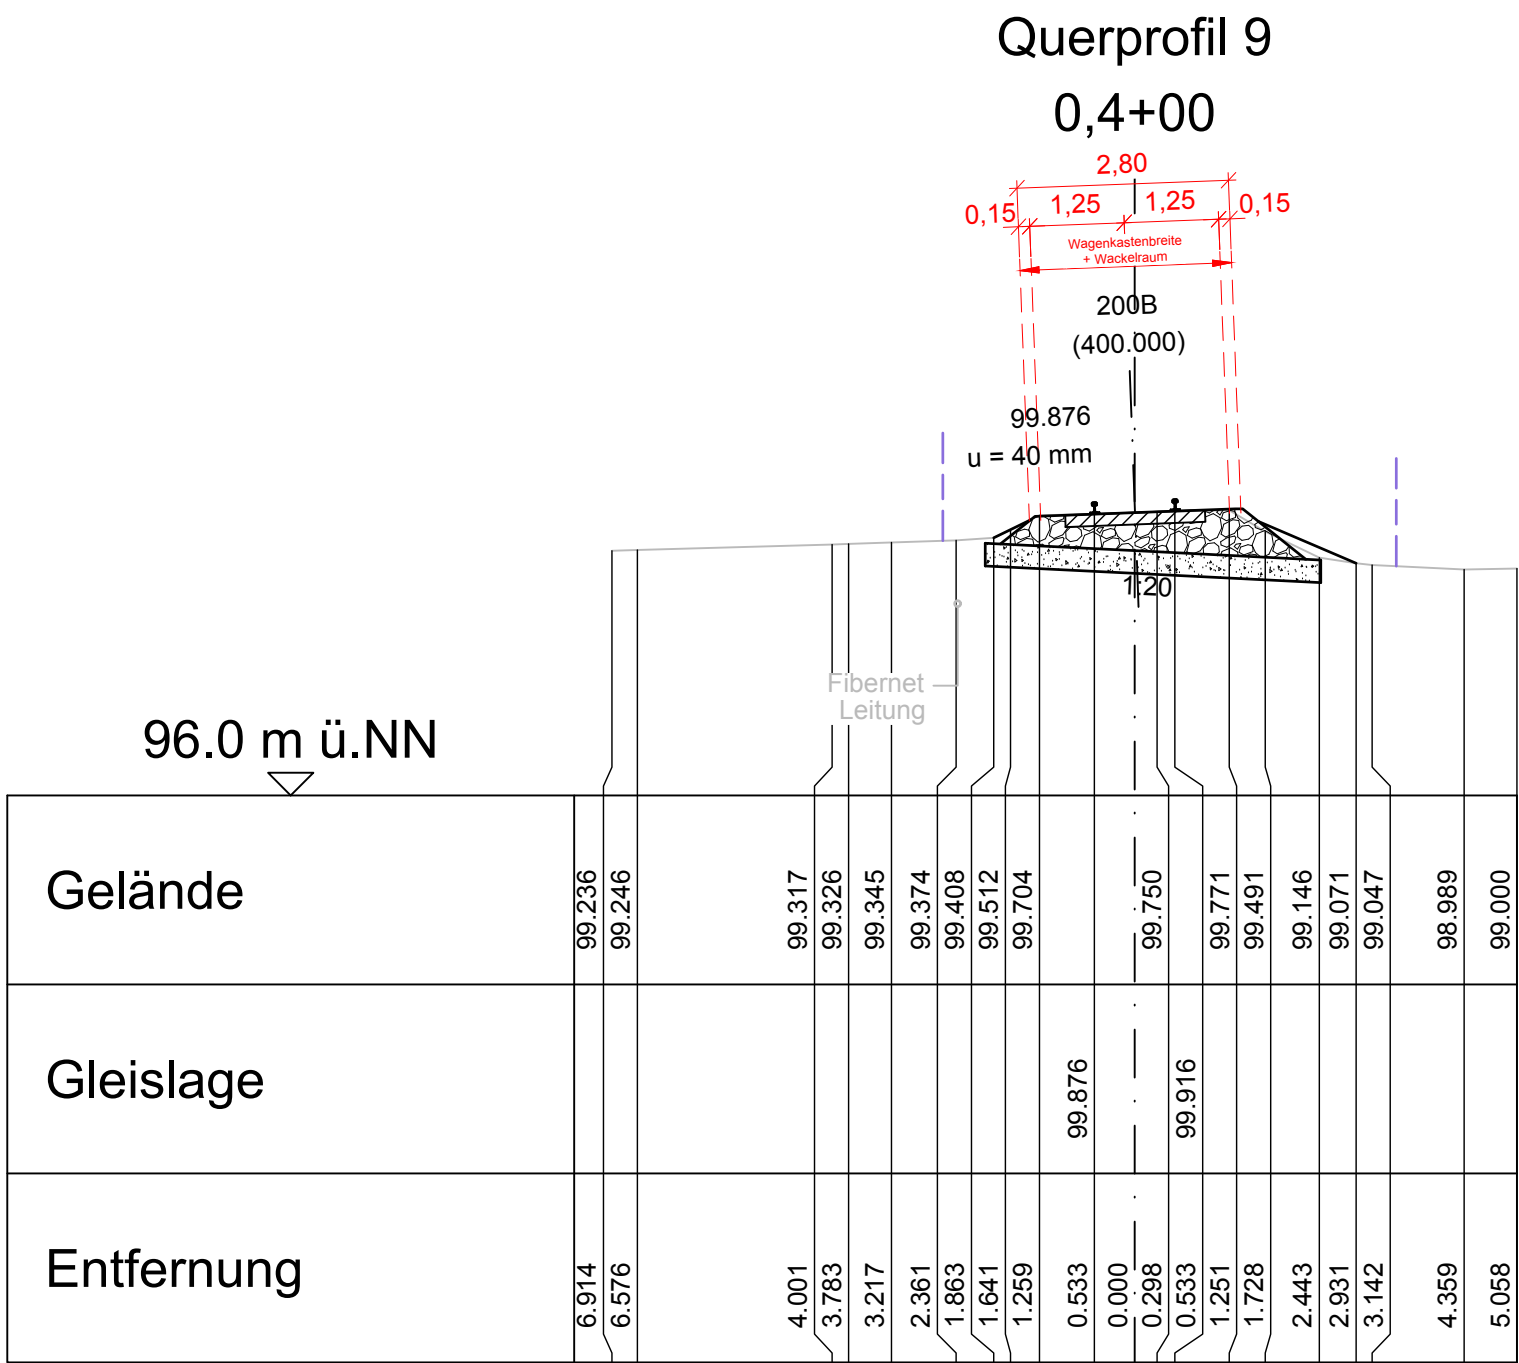 Querprofil 9
0,4+00
2,80
0,15 1,25 1,25 0,15
Wagenkastenbreite
+ Wackelraum
200B
(400.000)
99.876
u = 40 mm
1:20
Fibernet
Leitung
96.0 m ü.NN
Gelände 99.236 99.246 99.317 99.326 99.345 99.374 99.408 99.512 99.704 99.750 99.771 99.491 99.146 99.071 99.047 98.989 99.000
Gleislage 99.876 99.916
Entfernung 6.914 6.576 4.001 3.783 3.217 2.361 1.863 1.641 1.259 0.533 0.000 0.298 0.533 1.251 1.728 2.443 2.931 3.142 4.359 5.058